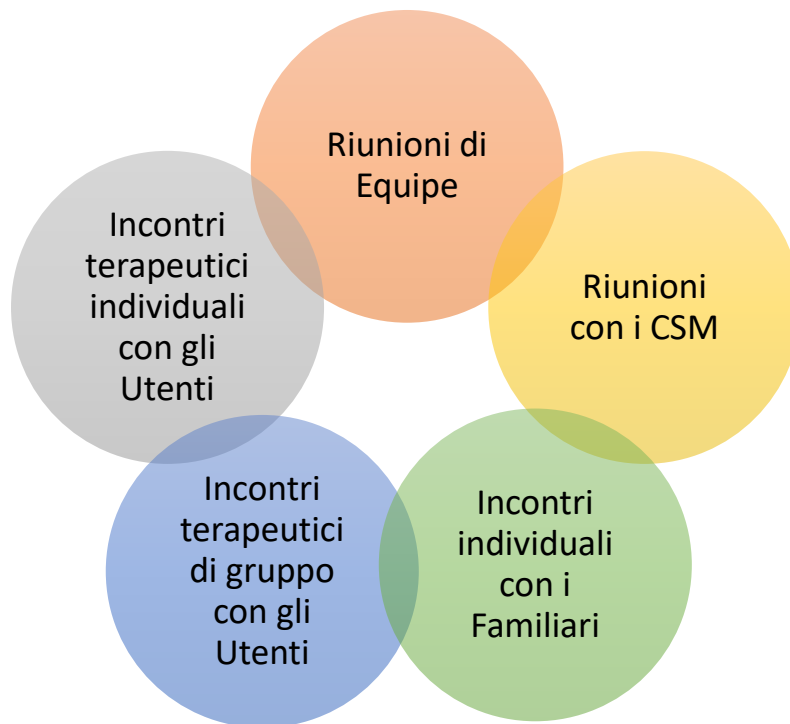 Riunioni di
Equipe
Riunioni
con i CSM
Incontri
individuali
con i
Familiari
Incontri
terapeutici
di gruppo
con gli
Utenti
Incontri
terapeutici
individuali
con gli
Utenti